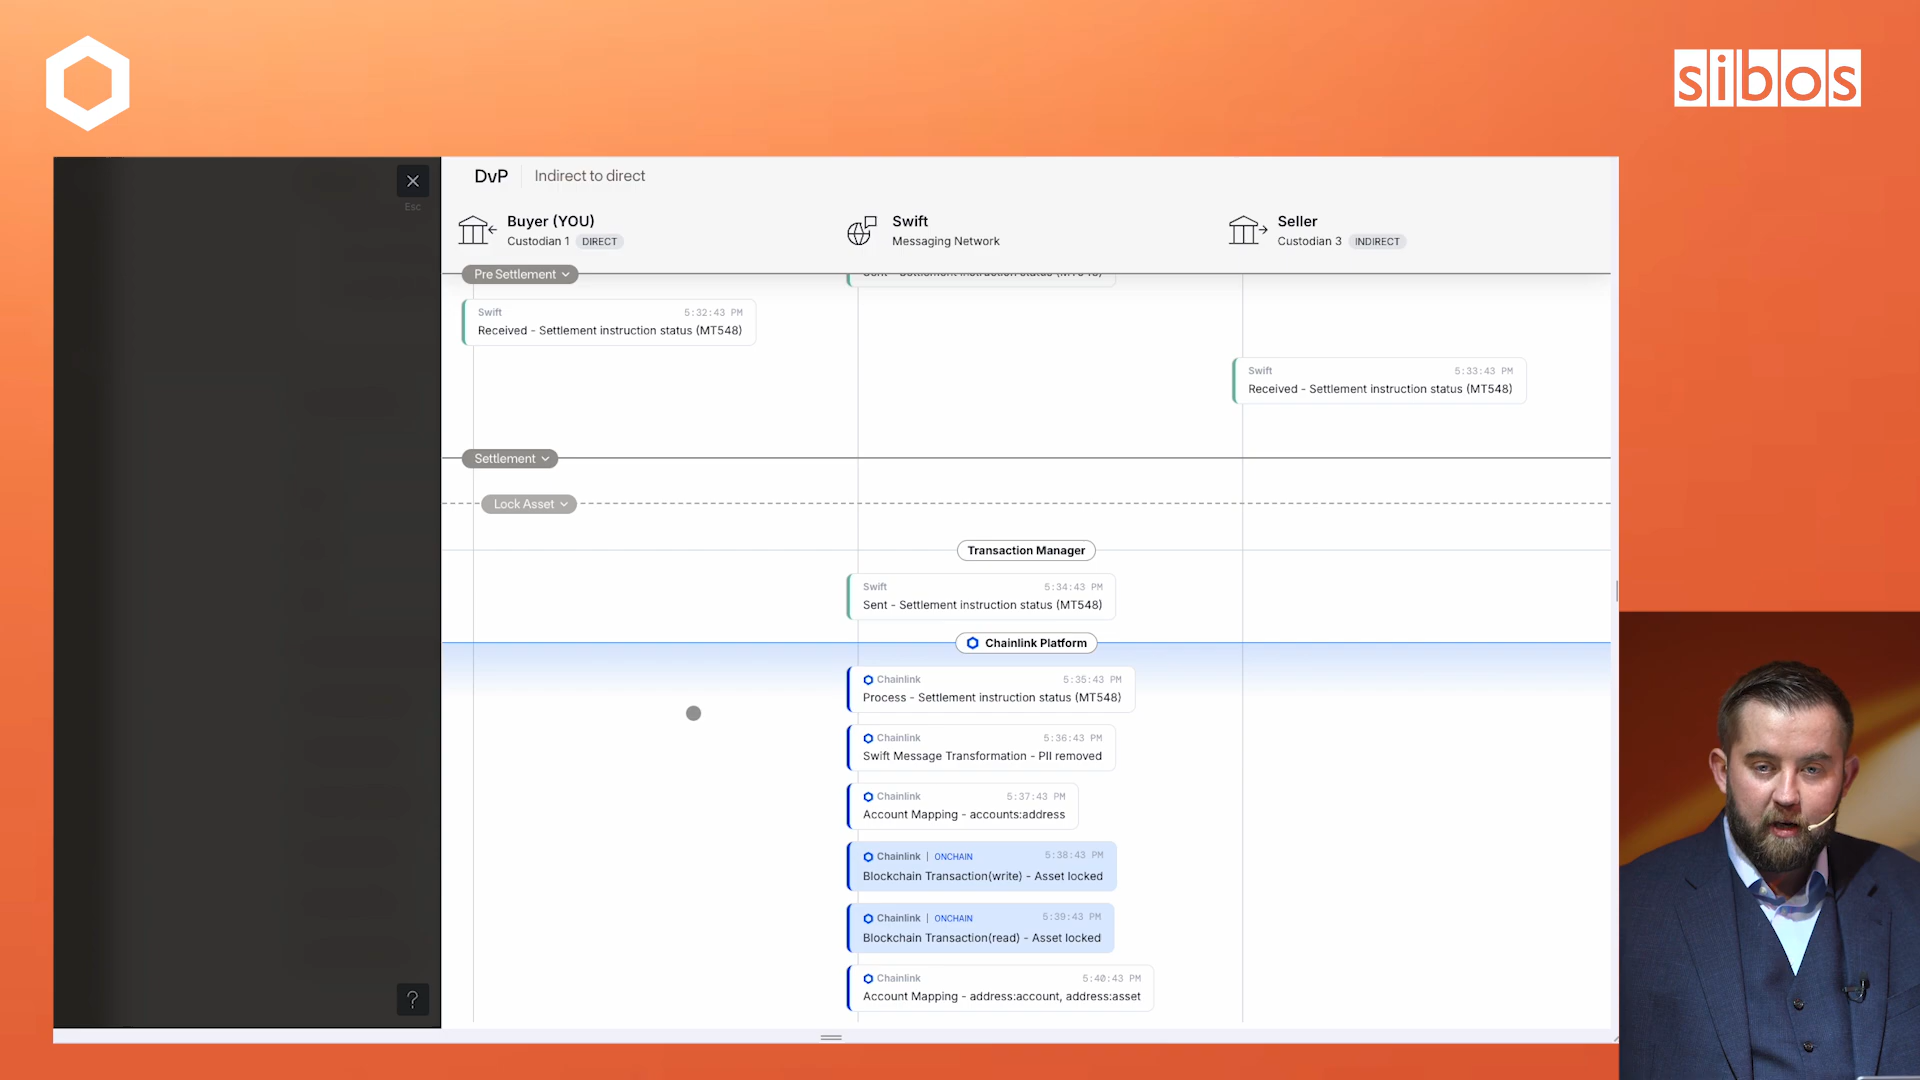 sibos
Esc
DvP
Indirect to direct
Buyer (YOU)
Custodian 1 DIRECT
Swift
Messaging Network
Seller
Custodian 3 INDIRECT
Pre Settlement
Sent - Settlement instruction status (MT548)
Swift 5:32:43 PM
Received - Settlement instruction status (MT548)
Swift 5:33:43 PM
Received - Settlement instruction status (MT548)
Settlement
Lock Asset
Transaction Manager
Swift 5:34:43 PM
Sent - Settlement instruction status (MT548)
Chainlink Platform
Chainlink 5:35:43 PM
Process - Settlement instruction status (MT548)
Chainlink 5:36:43 PM
Swift Message Transformation - PII removed
Chainlink 5:37:43 PM
Account Mapping - accounts:address
Chainlink | ONCHAIN 5:38:43 PM
Blockchain Transaction(write) - Asset locked
Chainlink | ONCHAIN 5:39:43 PM
Blockchain Transaction(read) - Asset locked
Chainlink 5:40:43 PM
Account Mapping - address:account, address:asset
?